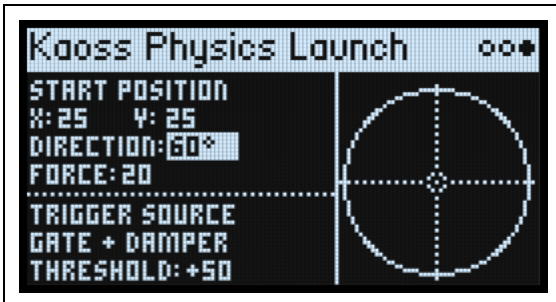 Kaoss Physics Launch
START POSITION
X: 25 Y: 25
DIRECTION: 60°
FORCE: 20
TRIGGER SOURCE
GATE + DAMPER
THRESHOLD: +50